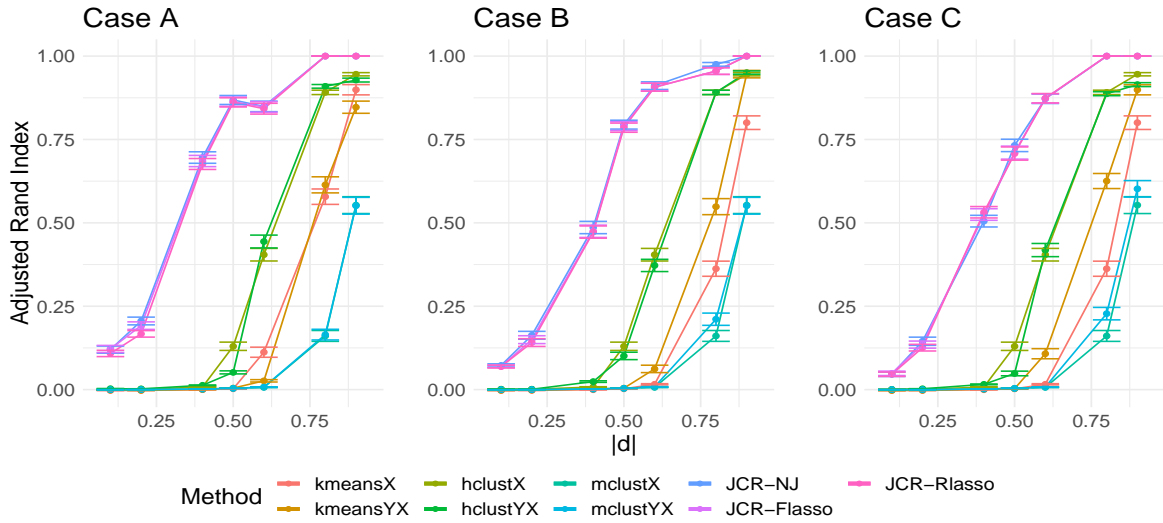 Case A
Case B
Case C
Adjusted Rand Index
1.00
0.75
0.50
0.25
0.00
1.00
0.75
0.50
0.25
0.00
1.00
0.75
0.50
0.25
0.00
0.25 0.50 0.75
0.25 0.50 0.75
0.25 0.50 0.75
|d|
Method
kmeansX hclustX mclustX JCR−NJ JCR−Rlasso
kmeansYX hclustYX mclustYX JCR−Flasso